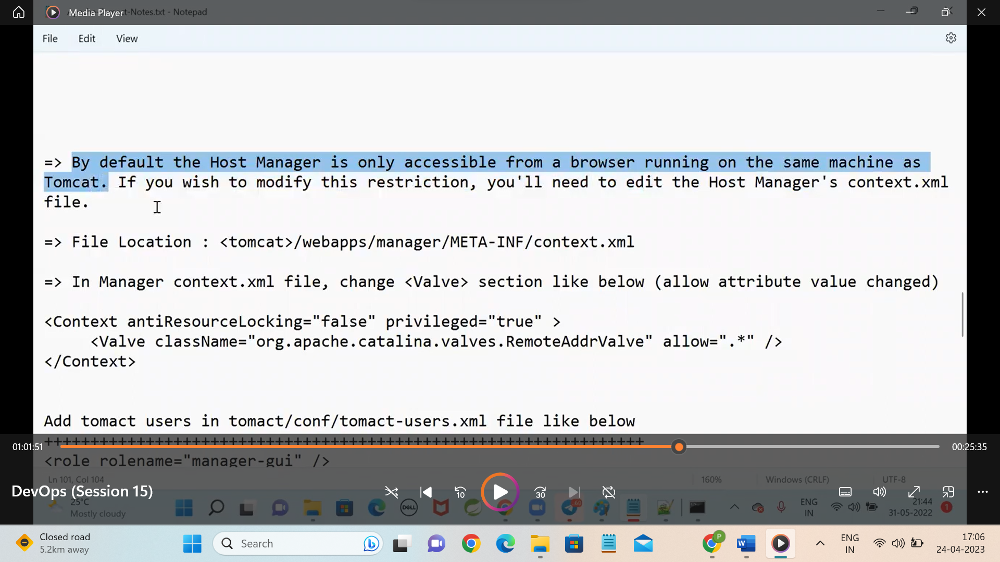 Media Player
t-Notes.txt - Notepad
File Edit View
=> By default the Host Manager is only accessible from a browser running on the same machine as
Tomcat. If you wish to modify this restriction, you'll need to edit the Host Manager's context.xml
file.
=> File Location : <tomcat>/webapps/manager/META-INF/context.xml
=> In Manager context.xml file, change <Valve> section like below (allow attribute value changed)
<Context antiResourceLocking="false" privileged="true" >
<Valve className="org.apache.catalina.valves.RemoteAddrValve" allow=".*" />
</Context>
Add tomact users in tomact/conf/tomact-users.xml file like below
+++++++++++++++++++++++++++++++++++++++++++++++++++++++++++++++++
01:01:51
00:25:35
<role rolename="manager-gui" />
Ln 101, Col 104 160% Windows (CRLF) UTF-8
DevOps (Session 15)
10
30
25°C
Mostly cloudy
DELL
60
ENG
IN
21:44
31-05-2022
1
Closed road
5.2km away
Search
P
W
ENG
IN
17:06
24-04-2023